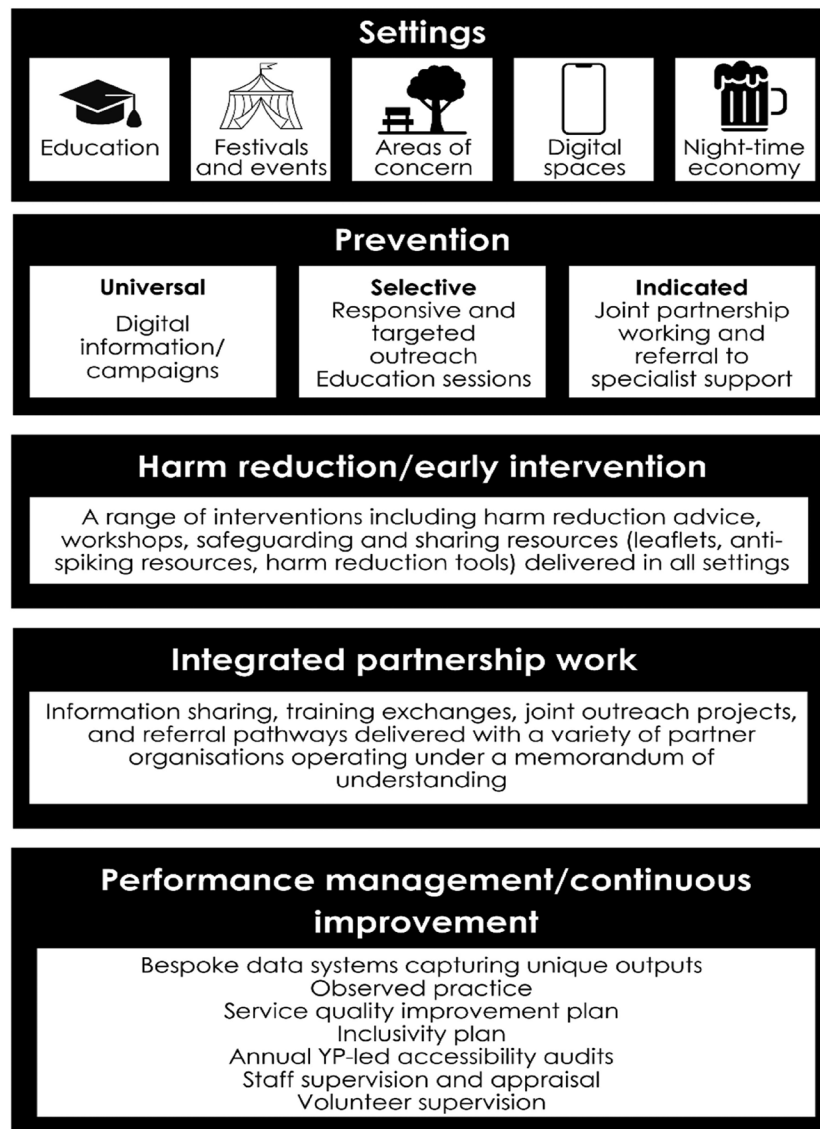 Settings
Education
Festivals
and events
Areas of
concern
Digital
spaces
Night-time
economy
Prevention
Universal
Digital
information/
campaigns
Selective
Responsive and
targeted
outreach
Education sessions
Indicated
Joint partnership
working and
referral to
specialist support
Harm reduction/early intervention
A range of interventions including harm reduction advice,
workshops, safeguarding and sharing resources (leaflets, anti-
spiking resources, harm reduction tools) delivered in all settings
Integrated partnership work
Information sharing, training exchanges, joint outreach projects,
and referral pathways delivered with a variety of partner
organisations operating under a memorandum of
understanding
Performance management/continuous
improvement
Bespoke data systems capturing unique outputs
Observed practice
Service quality improvement plan
Inclusivity plan
Annual YP-led accessibility audits
Staff supervision and appraisal
Volunteer supervision